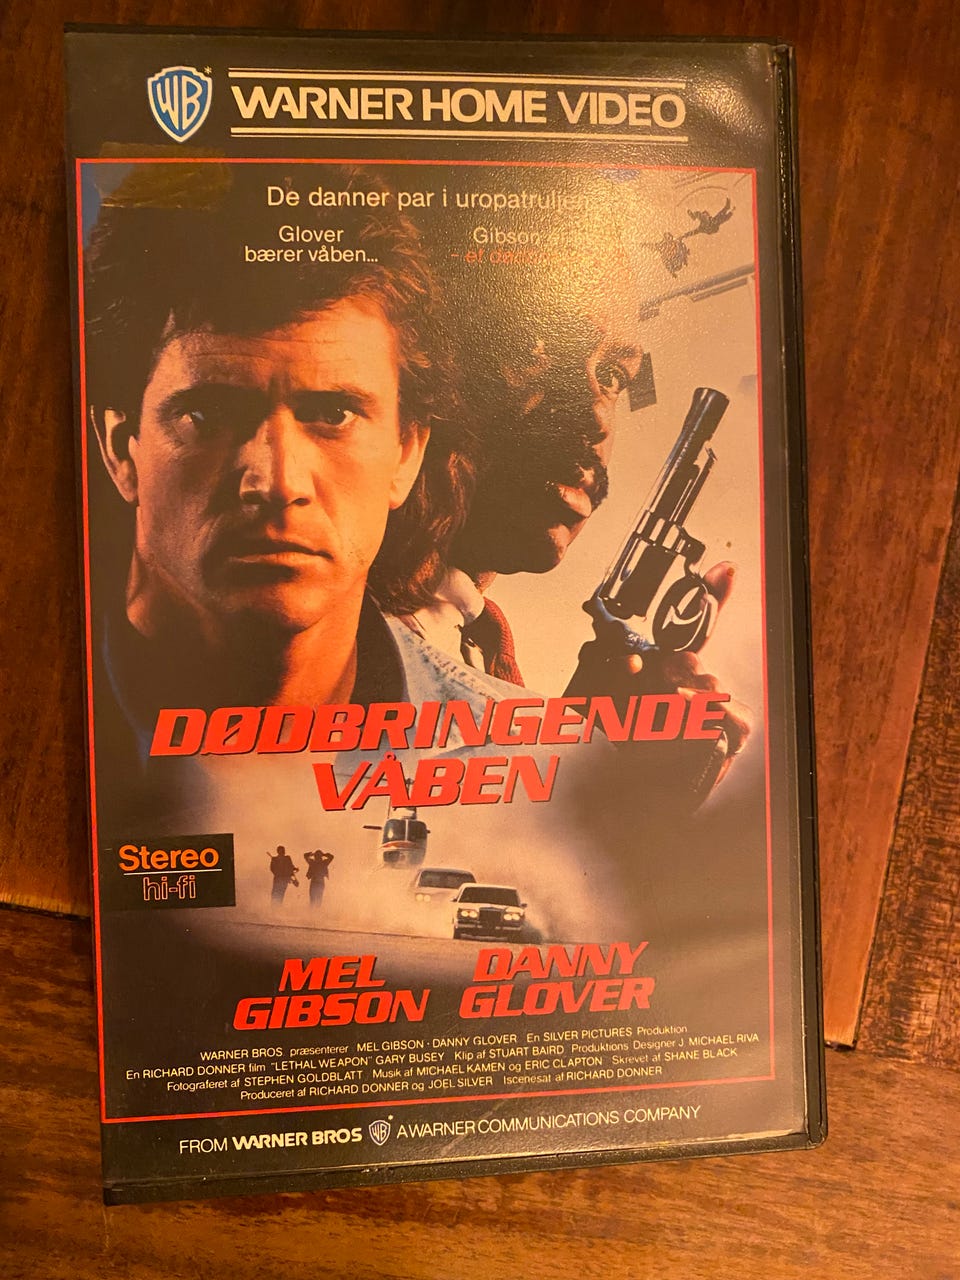 WB
WARNER HOME VIDEO
De danner par i uropatruljen
Glover
bærer våben...
Gibson
- et
DØDBRINGENDE
VÅBEN
Stereo
hi-fi
MEL
GIBSON
DANNY
GLOVER
WARNER BROS. præsenterer MEL GIBSON · DANNY GLOVER En SILVER PICTURES Produktion
En RICHARD DONNER film "LETHAL WEAPON" GARY BUSEY Klip af STUART BAIRD Produktions Designer J. MICHAEL RIVA
Fotograferet af STEPHEN GOLDBLATT Musik af MICHAEL KAMEN og ERIC CLAPTON Skrevet af SHANE BLACK
Produceret af RICHARD DONNER og JOEL SILVER Iscenesat af RICHARD DONNER
FROM WARNER BROS WB A WARNER COMMUNICATIONS COMPANY